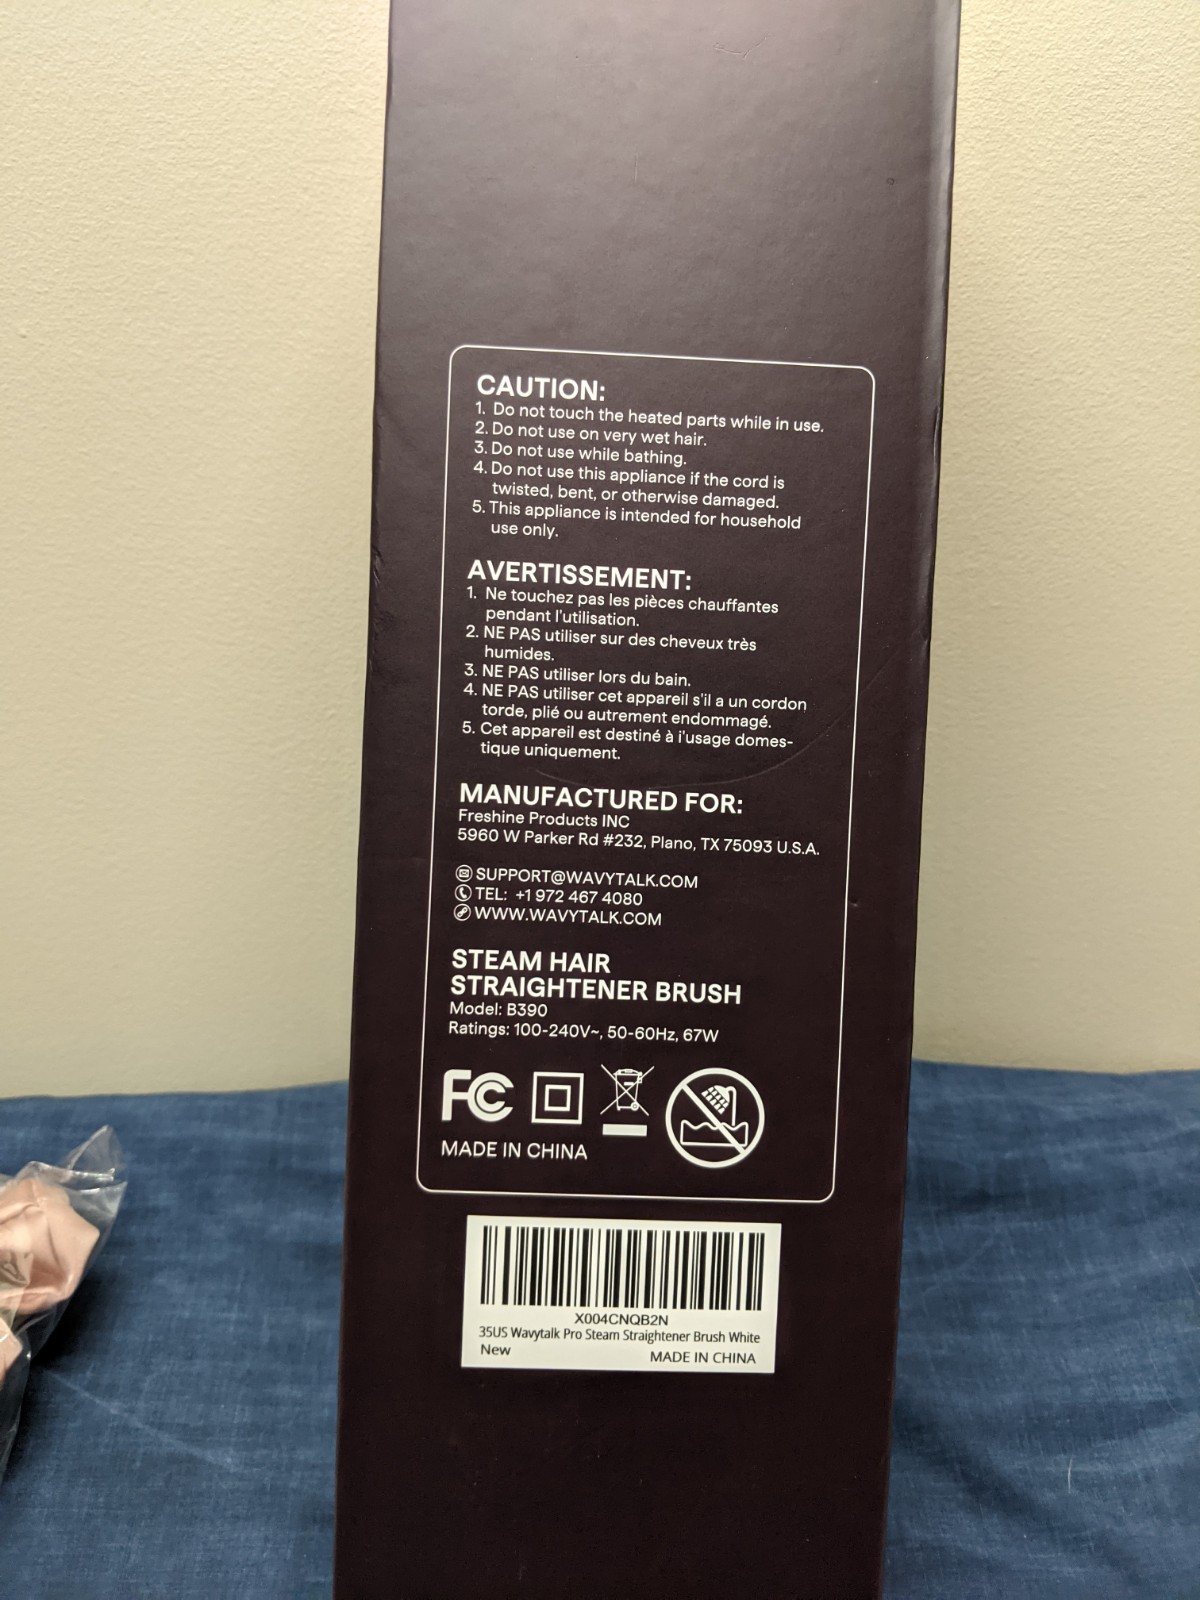 CAUTION:
1. Do not touch the heated parts while in use.
2. Do not use on very wet hair.
3. Do not use while bathing.
4. Do not use this appliance if the cord is
twisted, bent, or otherwise damaged.
5. This appliance is intended for household
use only.
AVERTISSEMENT:
1. Ne touchez pas les pièces chauffantes
pendant l'utilisation.
2. NE PAS utiliser sur des cheveux très
humides.
3. NE PAS utiliser lors du bain.
4. NE PAS utiliser cet appareil s'il a un cordon
torde, plié ou autrement endommagé.
5. Cet appareil est destiné à i'usage domes-
tique uniquement.
MANUFACTURED FOR:
Freshine Products INC
5960 W Parker Rd #232, Plano, TX 75093 U.S.A.
SUPPORT@WAVYTALK.COM
TEL: +1 972 467 4080
WWW.WAVYTALK.COM
STEAM HAIR
STRAIGHTENER BRUSH
Model: B390
Ratings: 100-240V~, 50-60Hz, 67W
FC
MADE IN CHINA
X004CNQB2N
35US Wavytalk Pro Steam Straightener Brush White
New MADE IN CHINA